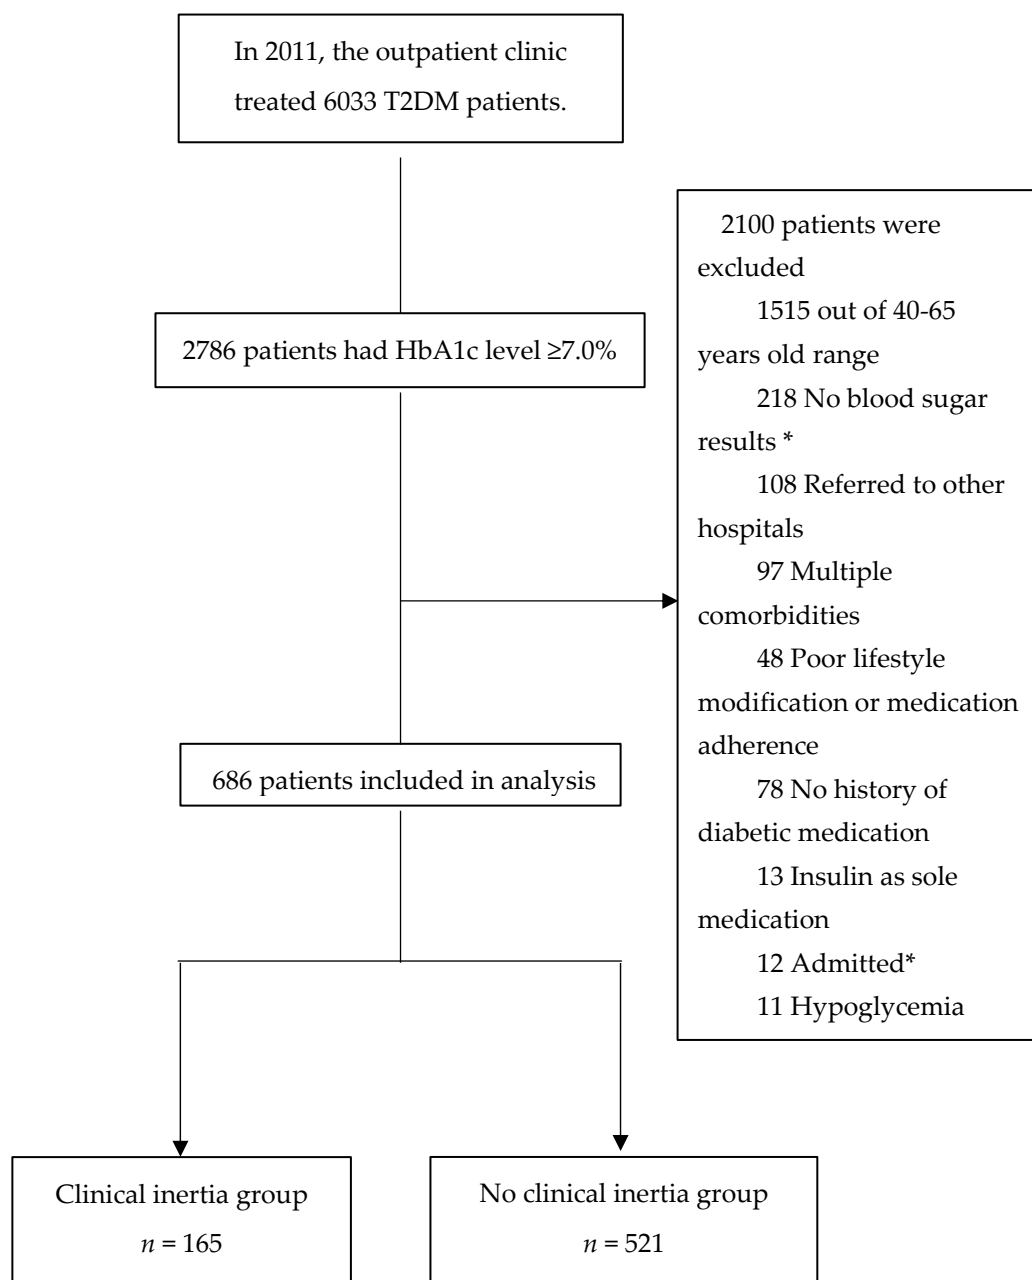 In 2011, the outpatient clinic
treated 6033 T2DM patients.
2786 patients had HbA1c level ≥7.0%
2100 patients were
excluded
1515 out of 40-65
years old range
218 No blood sugar
results *
108 Referred to other
hospitals
97 Multiple
comorbidities
48 Poor lifestyle
modification or medication
adherence
78 No history of
diabetic medication
13 Insulin as sole
medication
12 Admitted*
11 Hypoglycemia
686 patients included in analysis
Clinical inertia group
n = 165
No clinical inertia group
n = 521